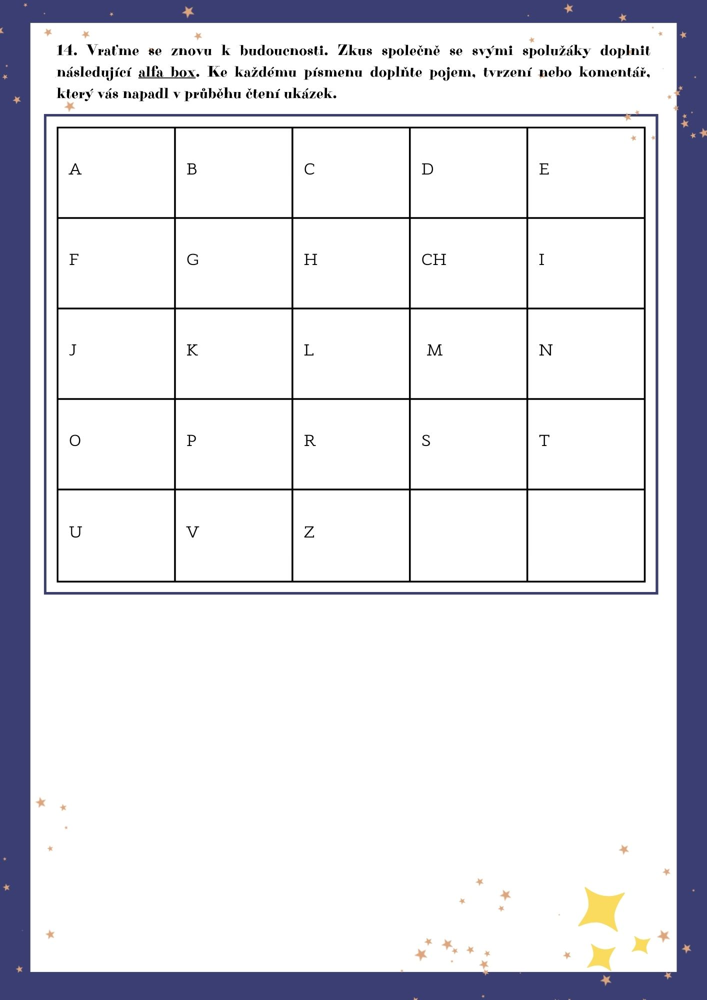 14. Vraťme se znovu k budoucnosti. Zkus společně se svými spolužáky doplnit
následující alfa box. Ke každému písmenu doplňte pojem, tvrzení nebo komentář,
který vás napadl v průběhu čtení ukázek.
A B C D E
F G H CH I
J K L M N
O P R S T
U V Z